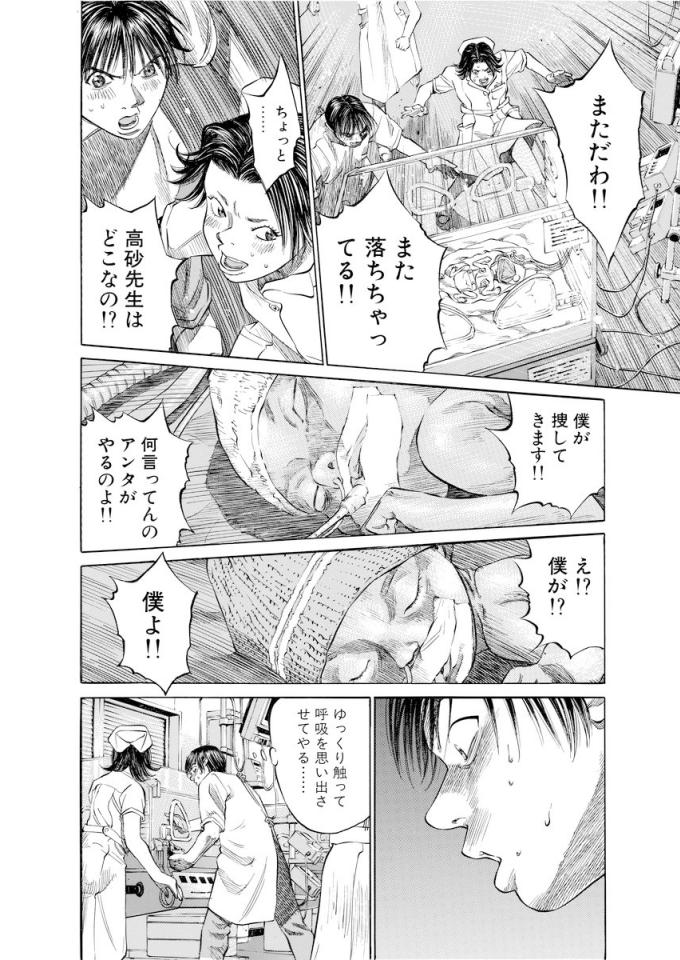 まただわ!!
また
落ちちゃっ
てる!!
ちょっと
……
高砂先生は
どこなの!?
僕が
捜して
きます!!
何言ってんの
アンタが
やるのよ!!
え!?
僕が!?
僕よ!!
ゆっくり触って
呼吸を思い出さ
せてやる……